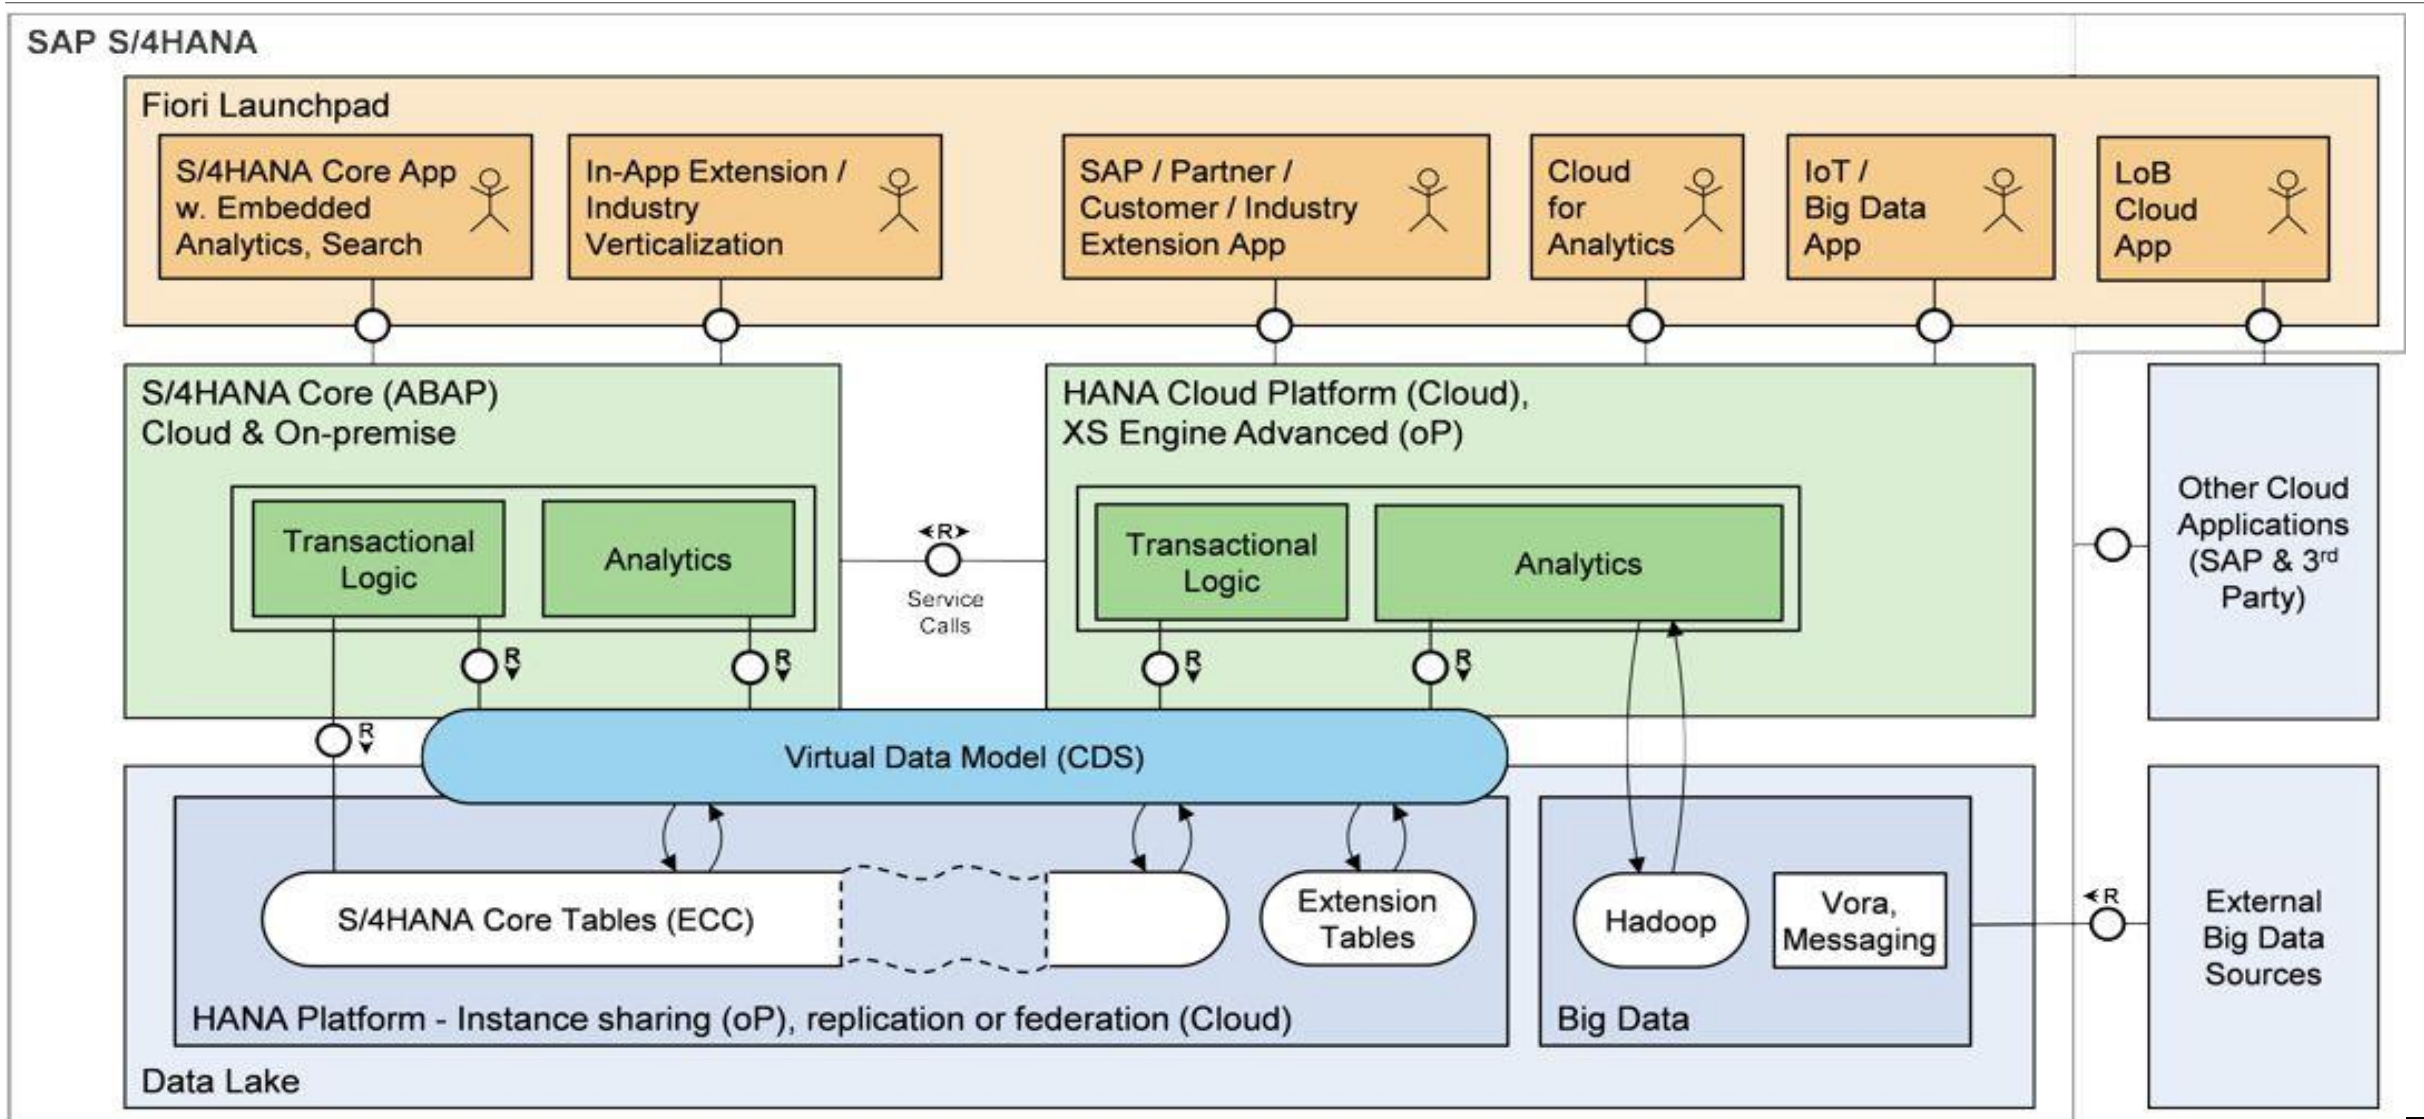 SAP S/4HANA
Fiori Launchpad
S/4HANA Core App
w. Embedded
Analytics, Search
In-App Extension /
Industry
Verticalization
SAP / Partner /
Customer / Industry
Extension App
Cloud
for
Analytics
IoT /
Big Data
App
LoB
Cloud
App
S/4HANA Core (ABAP)
Cloud & On-premise
Transactional
Logic
Analytics
R
R
R
R
Service
Calls
HANA Cloud Platform (Cloud),
XS Engine Advanced (oP)
Transactional
Logic
Analytics
R
R
Other Cloud
Applications
(SAP & 3rd
Party)
Virtual Data Model (CDS)
S/4HANA Core Tables (ECC)
Extension
Tables
HANA Platform - Instance sharing (oP), replication or federation (Cloud)
Hadoop
Vora,
Messaging
Big Data
R
External
Big Data
Sources
Data Lake